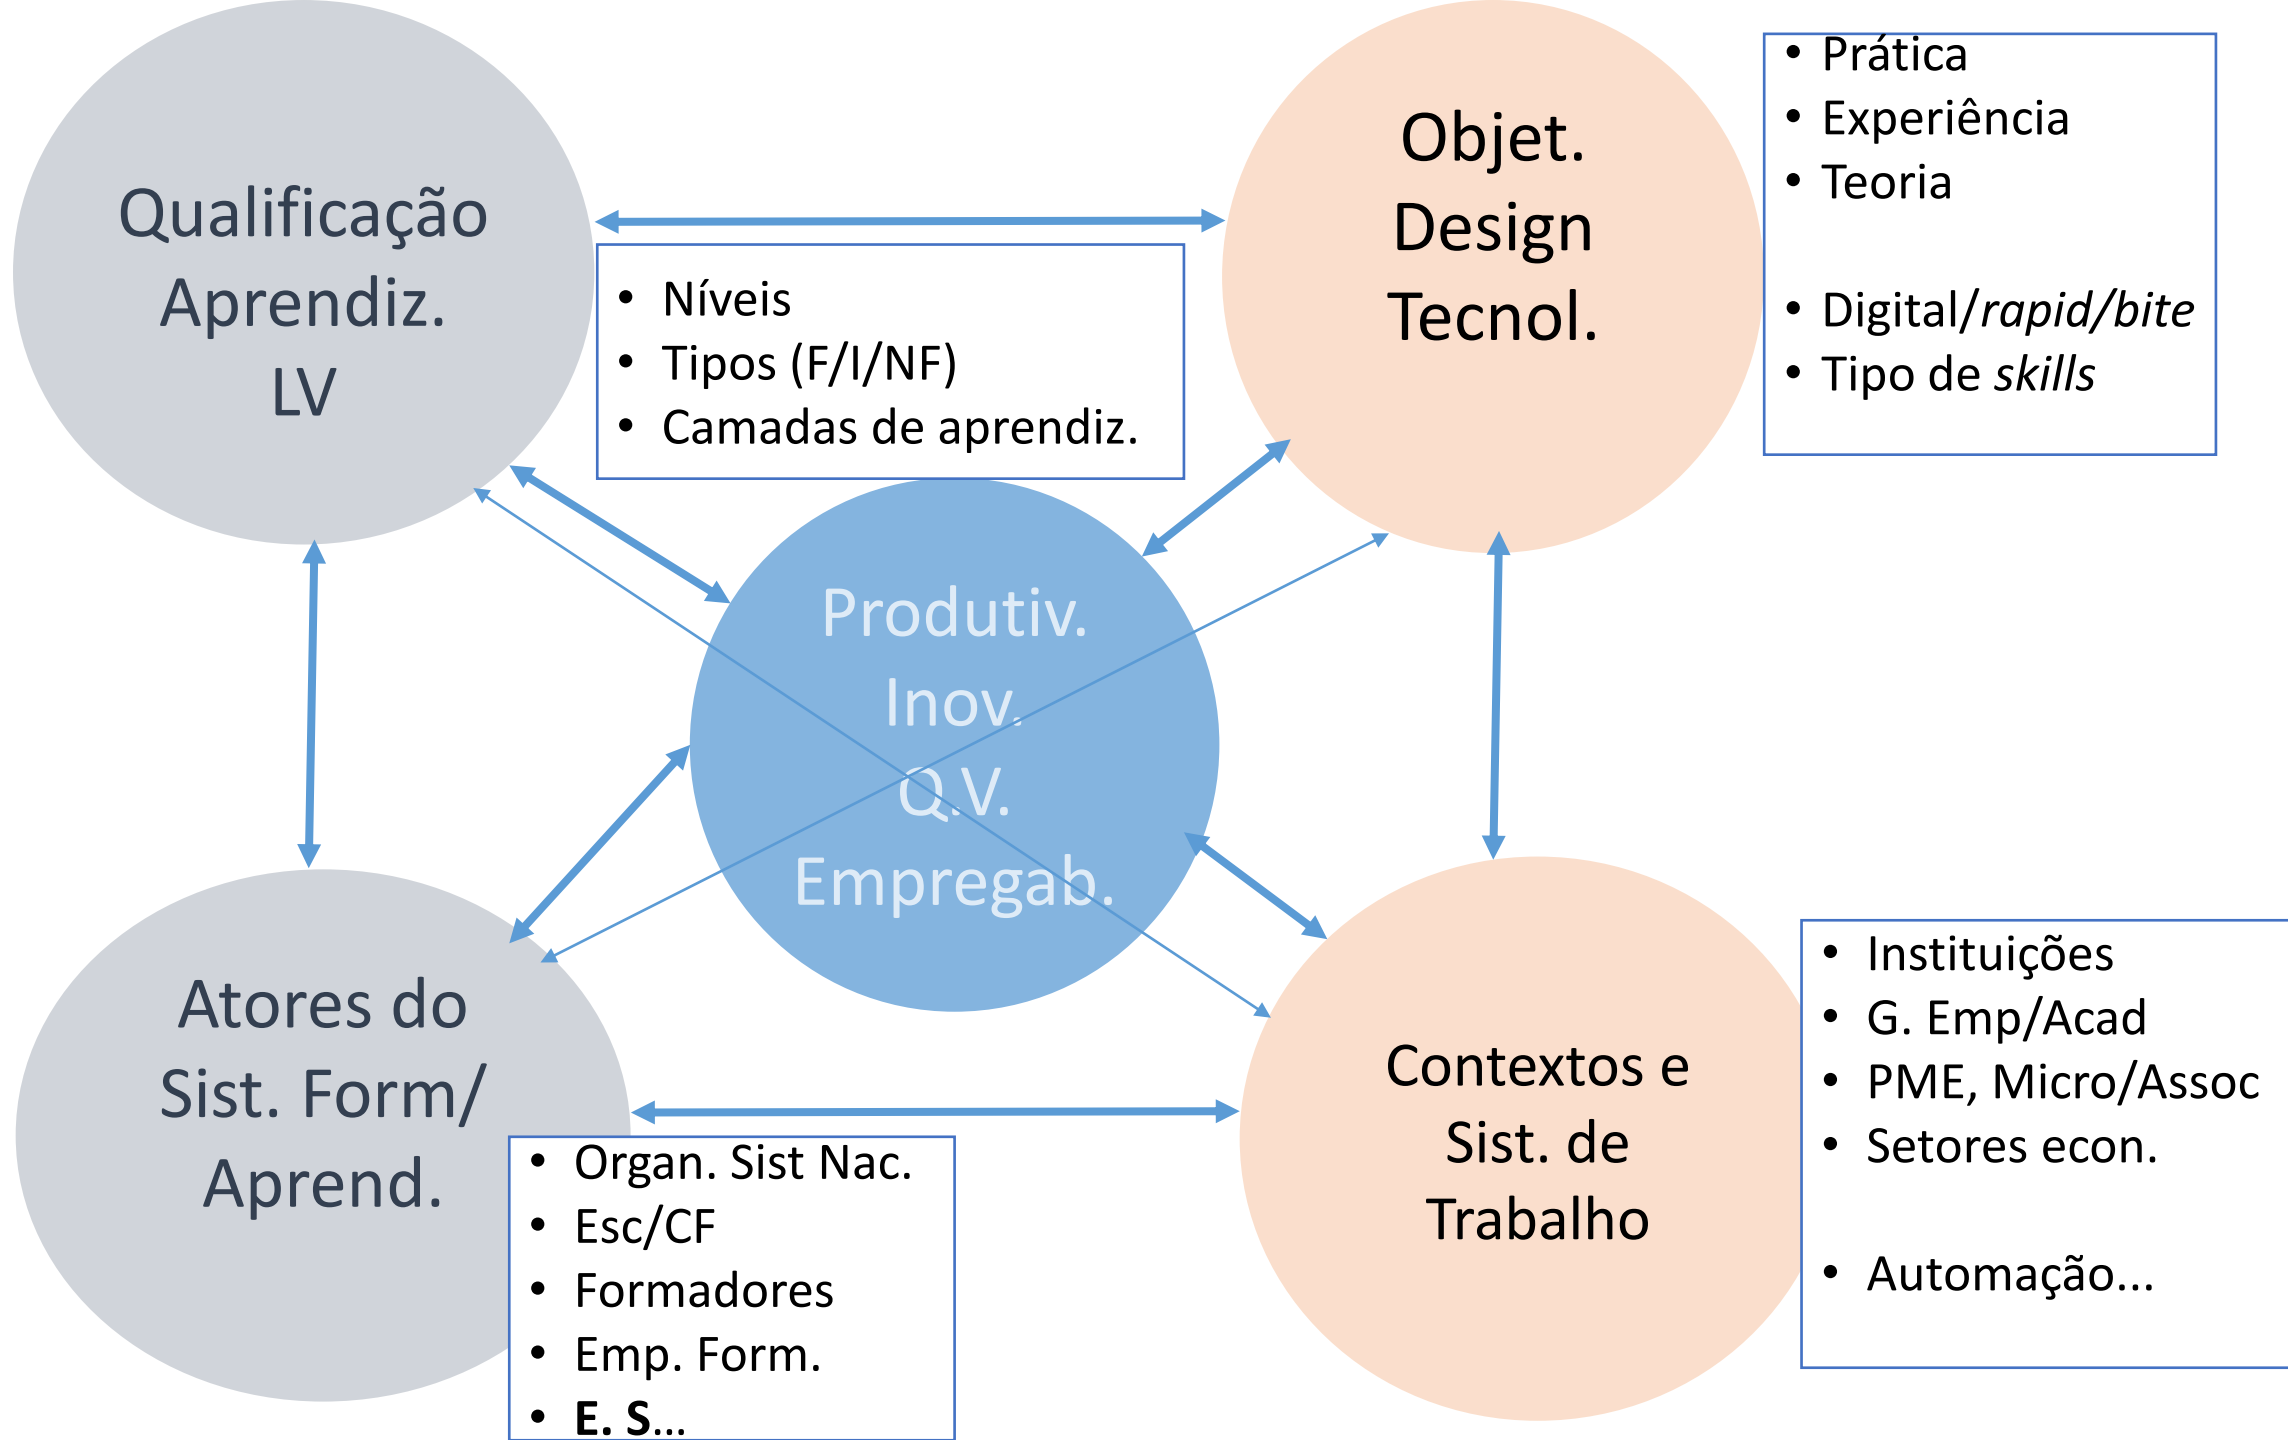 Qualificação
Aprendiz.
LV
• Níveis
• Tipos (F/I/NF)
• Camadas de aprendiz.
Objet.
Design
Tecnol.
• Prática
• Experiência
• Teoria
• Digital/rapid/bite
• Tipo de skills
Produtiv.
Inov.
Q.V.
Empregab.
Atores do
Sist. Form/
Aprend.
• Organ. Sist Nac.
• Esc/CF
• Formadores
• Emp. Form.
• E. S...
Contextos e
Sist. de
Trabalho
• Instituições
• G. Emp/Acad
• PME, Micro/Assoc
• Setores econ.
• Automação...